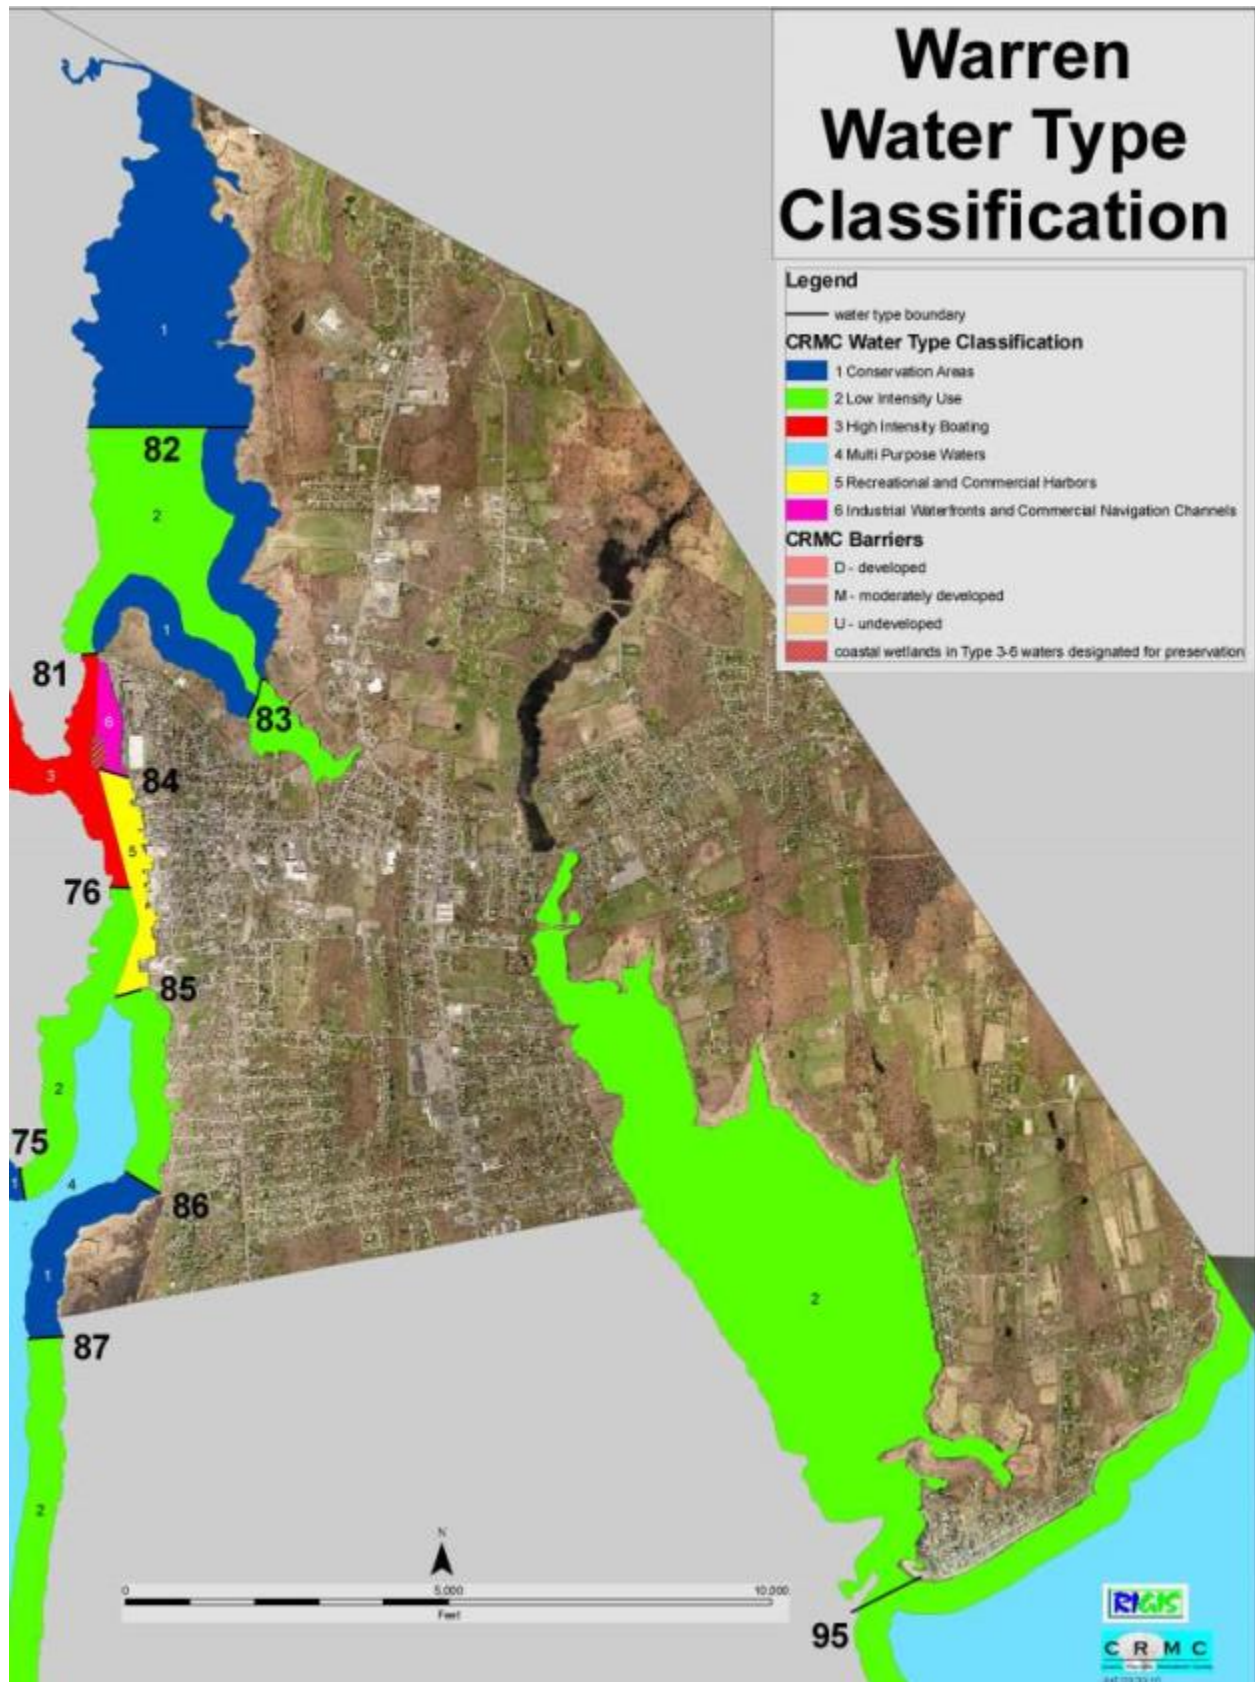 Warren
Water Type
Classification
Legend
water type boundary
CRMC Water Type Classification
1 Conservation Areas
2 Low Intensity Use
3 High Intensity Boating
4 Multi Purpose Waters
5 Recreational and Commercial Harbors
6 Industrial Waterfronts and Commercial Navigation Channels
CRMC Barriers
D - developed
M - moderately developed
U - undeveloped
coastal wetlands in Type 3-6 waters designated for preservation
1
82
2
1
81
83
6
3
84
5
76
85
2
75
1
4
86
1
87
2
2
N
0 5,000 10,000
Feet
95
RIGIS
C R M C